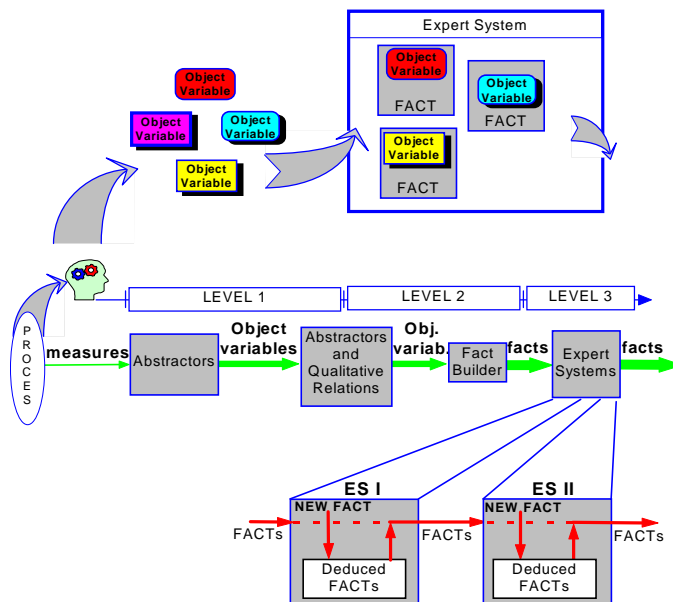 Expert System
Object
Variable
FACT
Object
Variable
FACT
Object
Variable
FACT
Object
Variable
Object
Variable
Object
Variable
Object
Variable
LEVEL 1
LEVEL 2
LEVEL 3
P
R
O
C
E
S
measures
Abstractors
Object
variables
Abstractors
and
Qualitative
Relations
Obj.
variab.
Fact
Builder
facts
Expert
Systems
facts
ES I
NEW FACT
FACTs
Deduced
FACTs
FACTs
ES II
NEW FACT
Deduced
FACTs
FACTs